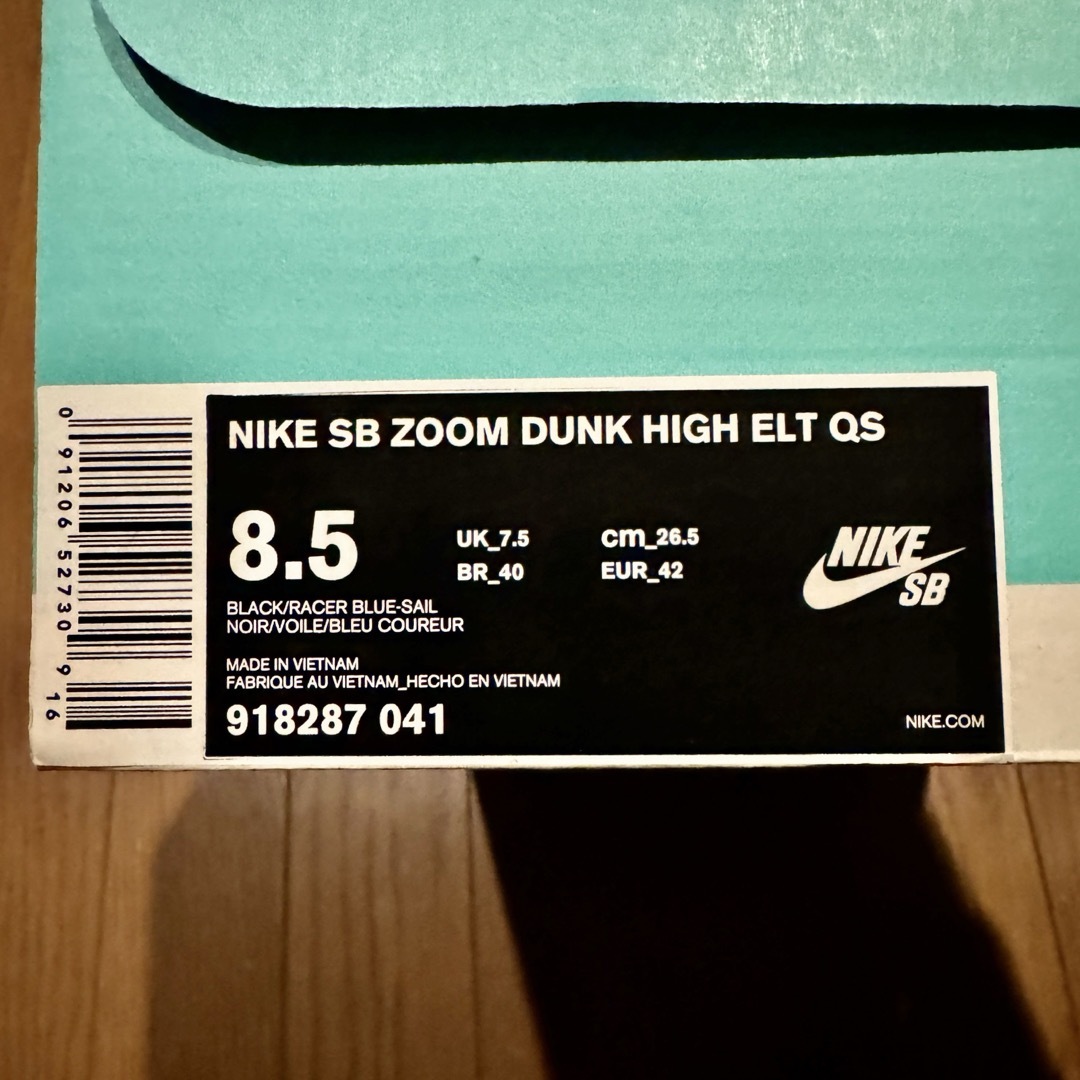 NIKE SB ZOOM DUNK HIGH ELT QS
8.5
UK_7.5 cm_26.5
BR_40 EUR_42
NIKE
SB
BLACK/RACER BLUE-SAIL
NOIR/VOILE/BLEU COUREUR
MADE IN VIETNAM
FABRIQUE AU VIETNAM_HECHO EN VIETNAM
918287 041
NIKE.COM
0 91206 52730 9 16